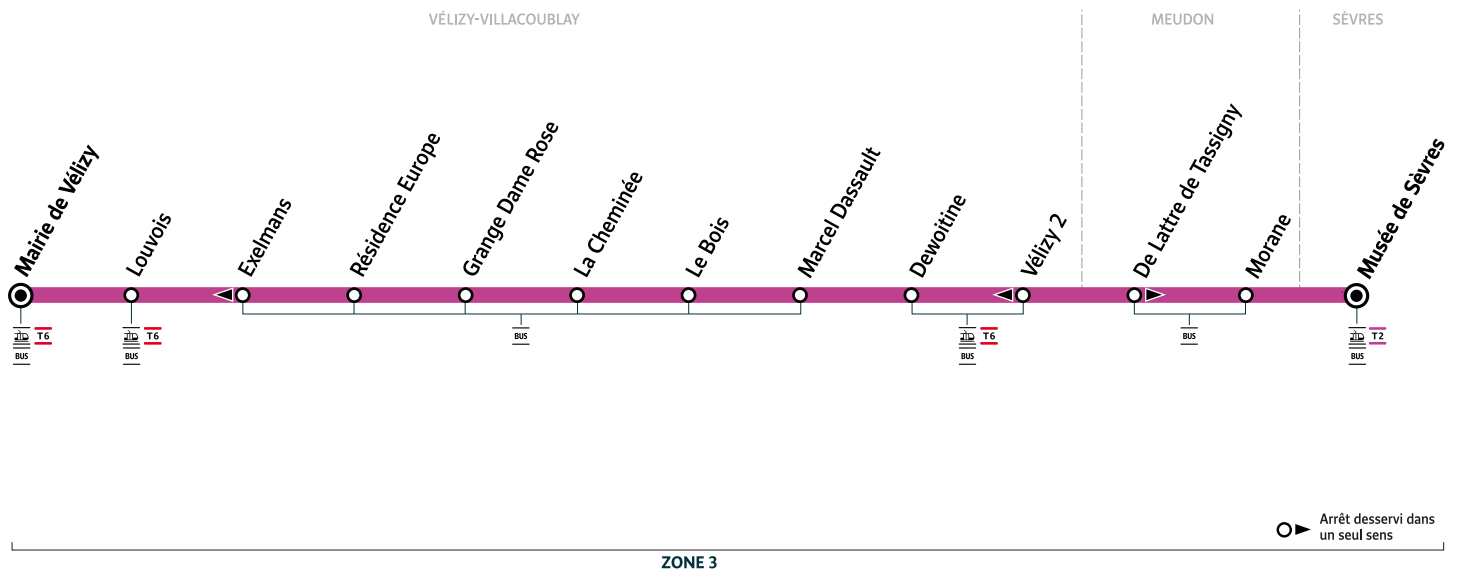 VÉLIZY-VILLACOUBLAY
MEUDON
SÈVRES
Mairie de Vélizy
Louvois
Exelmans
Résidence Europe
Grange Dame Rose
La Cheminée
Le Bois
Marcel Dassault
Dewoitine
Vélizy 2
De Lattre de Tassigny
Morane
Musée de Sèvres
T6
BUS
T6
BUS
BUS
T6
BUS
BUS
T2
BUS
Arrêt desservi dans
un seul sens
ZONE 3